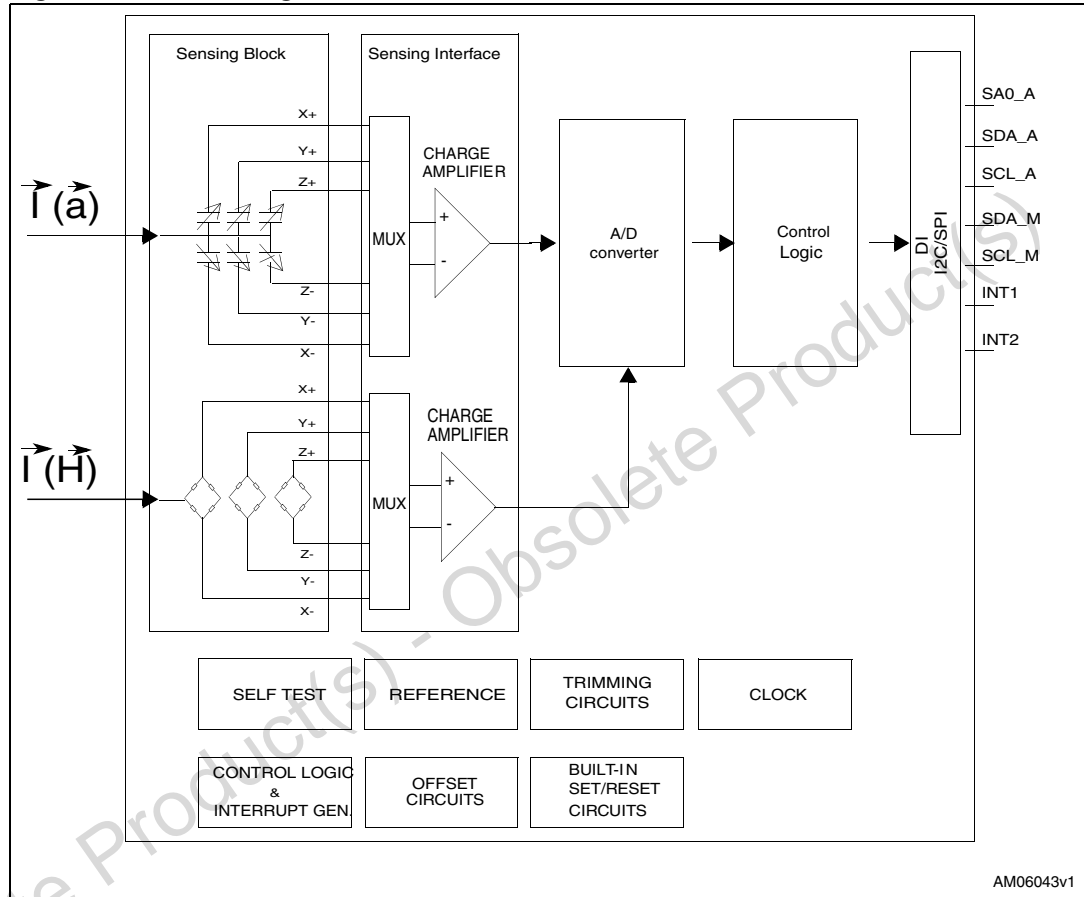 Sensing Block
Sensing Interface
X+
Y+
Z+
CHARGE
AMPLIFIER
I (a)
+
-
MUX
Z-
Y-
X-
A/D
converter
Control
Logic
DI
I2C/SPI
SA0_A
SDA_A
SCL_A
SDA_M
SCL_M
INT1
INT2
X+
Y+
Z+
CHARGE
AMPLIFIER
I (H)
+
-
MUX
Z-
Y-
X-
SELF TEST
REFERENCE
TRIMMING
CIRCUITS
CLOCK
CONTROL LOGIC
&
INTERRUPT GEN.
OFFSET
CIRCUITS
BUILT-IN
SET/RESET
CIRCUITS
te Product(s) - Obsolete Product(s)
AM06043v1